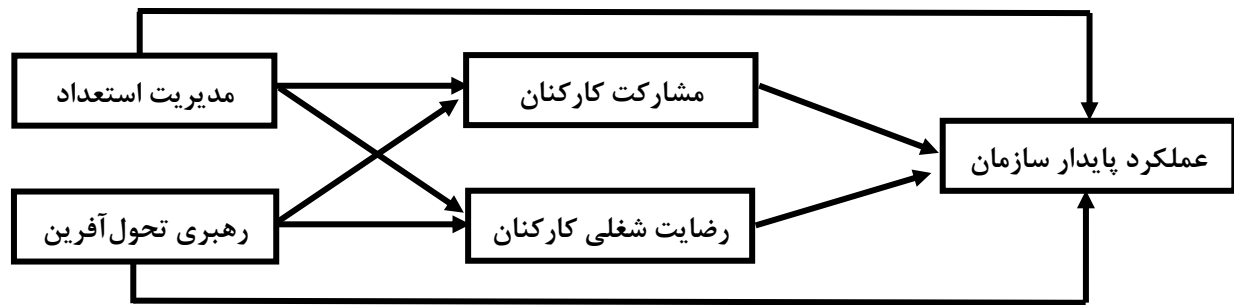 مدیریت استعداد
مشارکت کارکنان
عملکرد پایدار سازمان
رهبری تحول‌آفرین
رضایت شغلی کارکنان